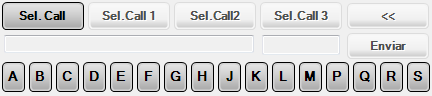 Sel. Call Sel.Call 1 Sel.Call2 Sel.Call 3 <<
Enviar
A B C D E F G H J K L M P Q R S